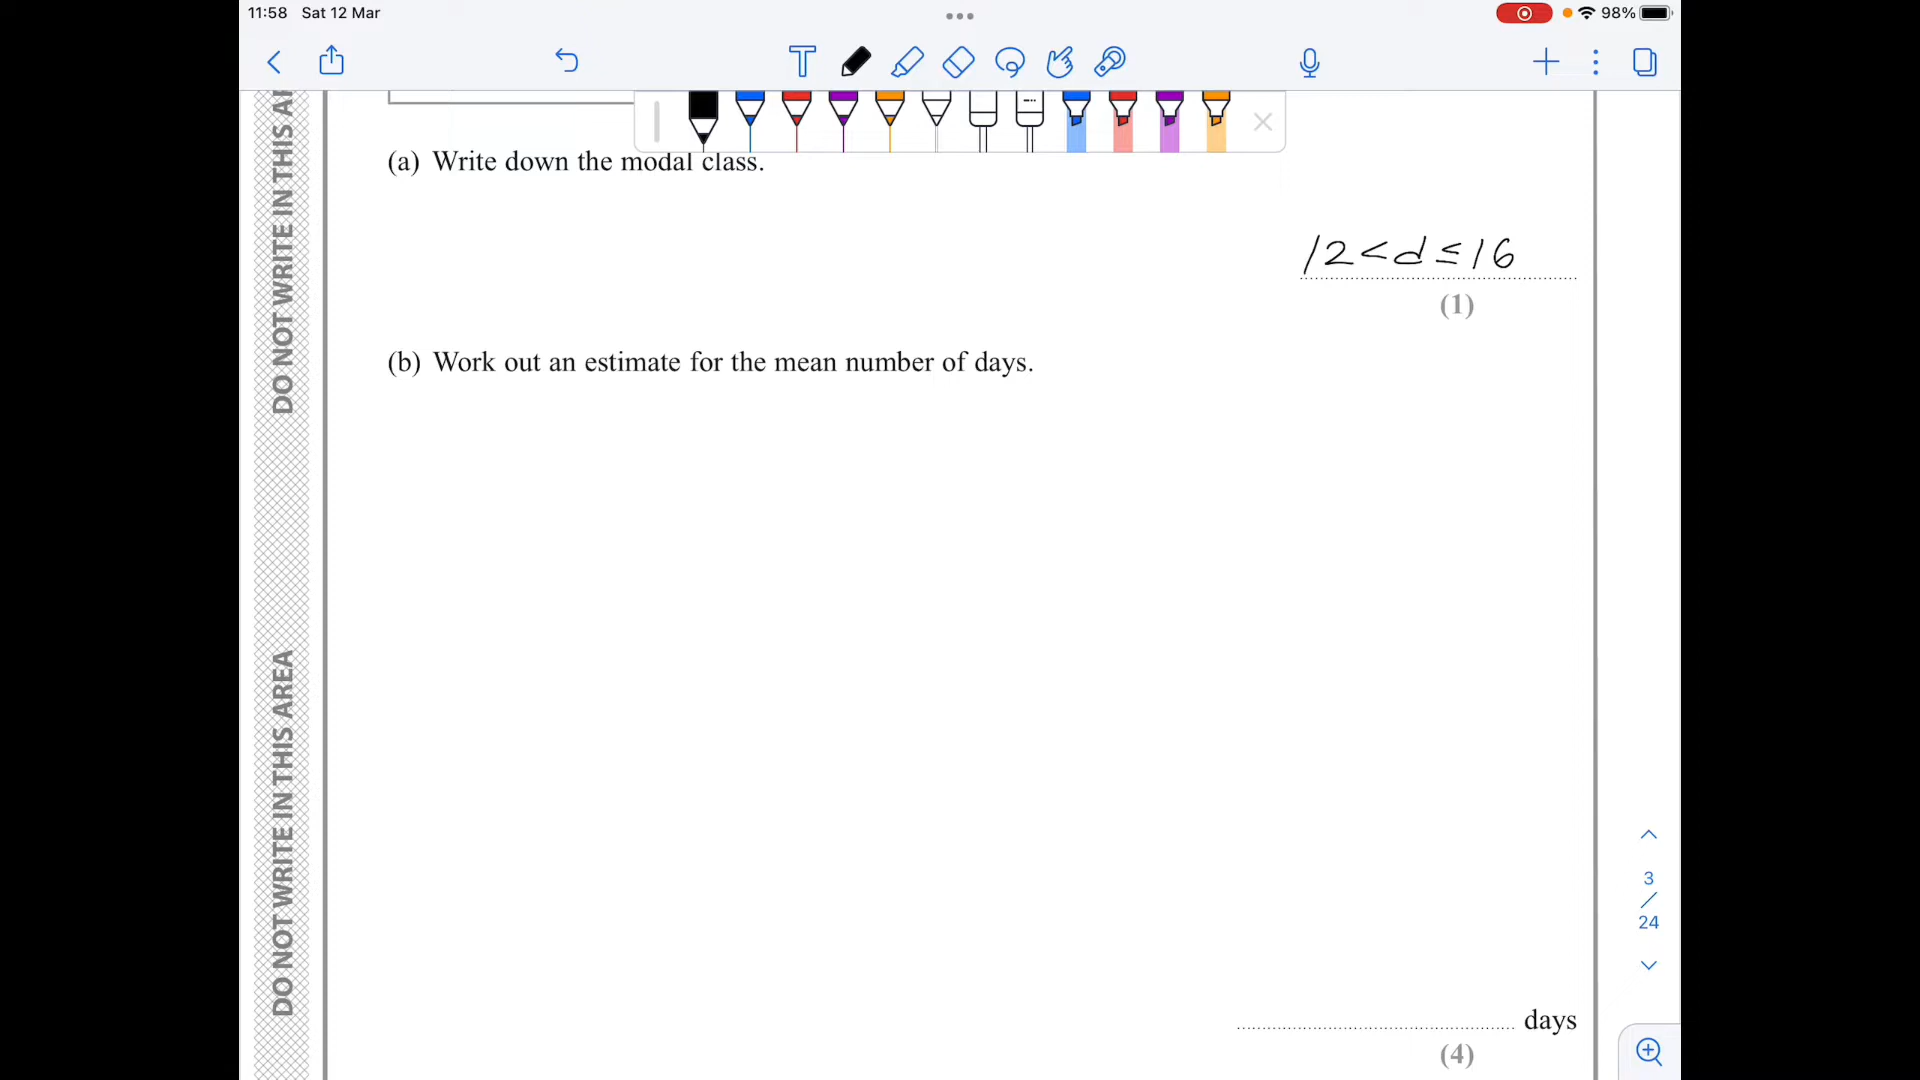 11:58 Sat 12 Mar
98%
T
DO NOT WRITE IN THIS AR
(a) Write down the modal class.
12<d≤16
(1)
(b) Work out an estimate for the mean number of days.
DO NOT WRITE IN THIS AREA
3
/
24
days
(4)